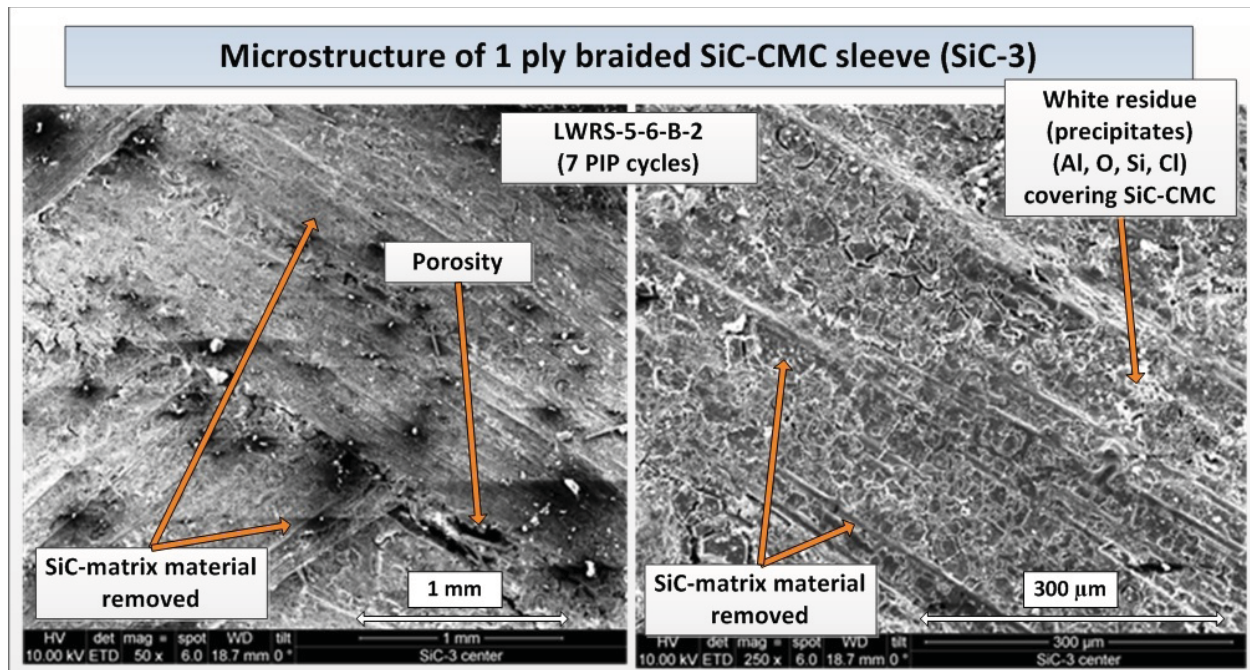 Microstructure of 1 ply braided SiC-CMC sleeve (SiC-3)
LWRS-5-6-B-2
(7 PIP cycles)
White residue
(precipitates)
(Al, O, Si, Cl)
covering SiC-CMC
Porosity
SiC-matrix material
removed
1 mm
SiC-matrix material
removed
300 µm
HV det mag = spot WD tilt
10.00 kV ETD 50 x 6.0 18.7 mm 0 °
1 mm
SiC-3 center
HV det mag = spot WD tilt
10.00 kV ETD 250 x 6.0 18.7 mm 0 °
300 µm
SiC-3 center